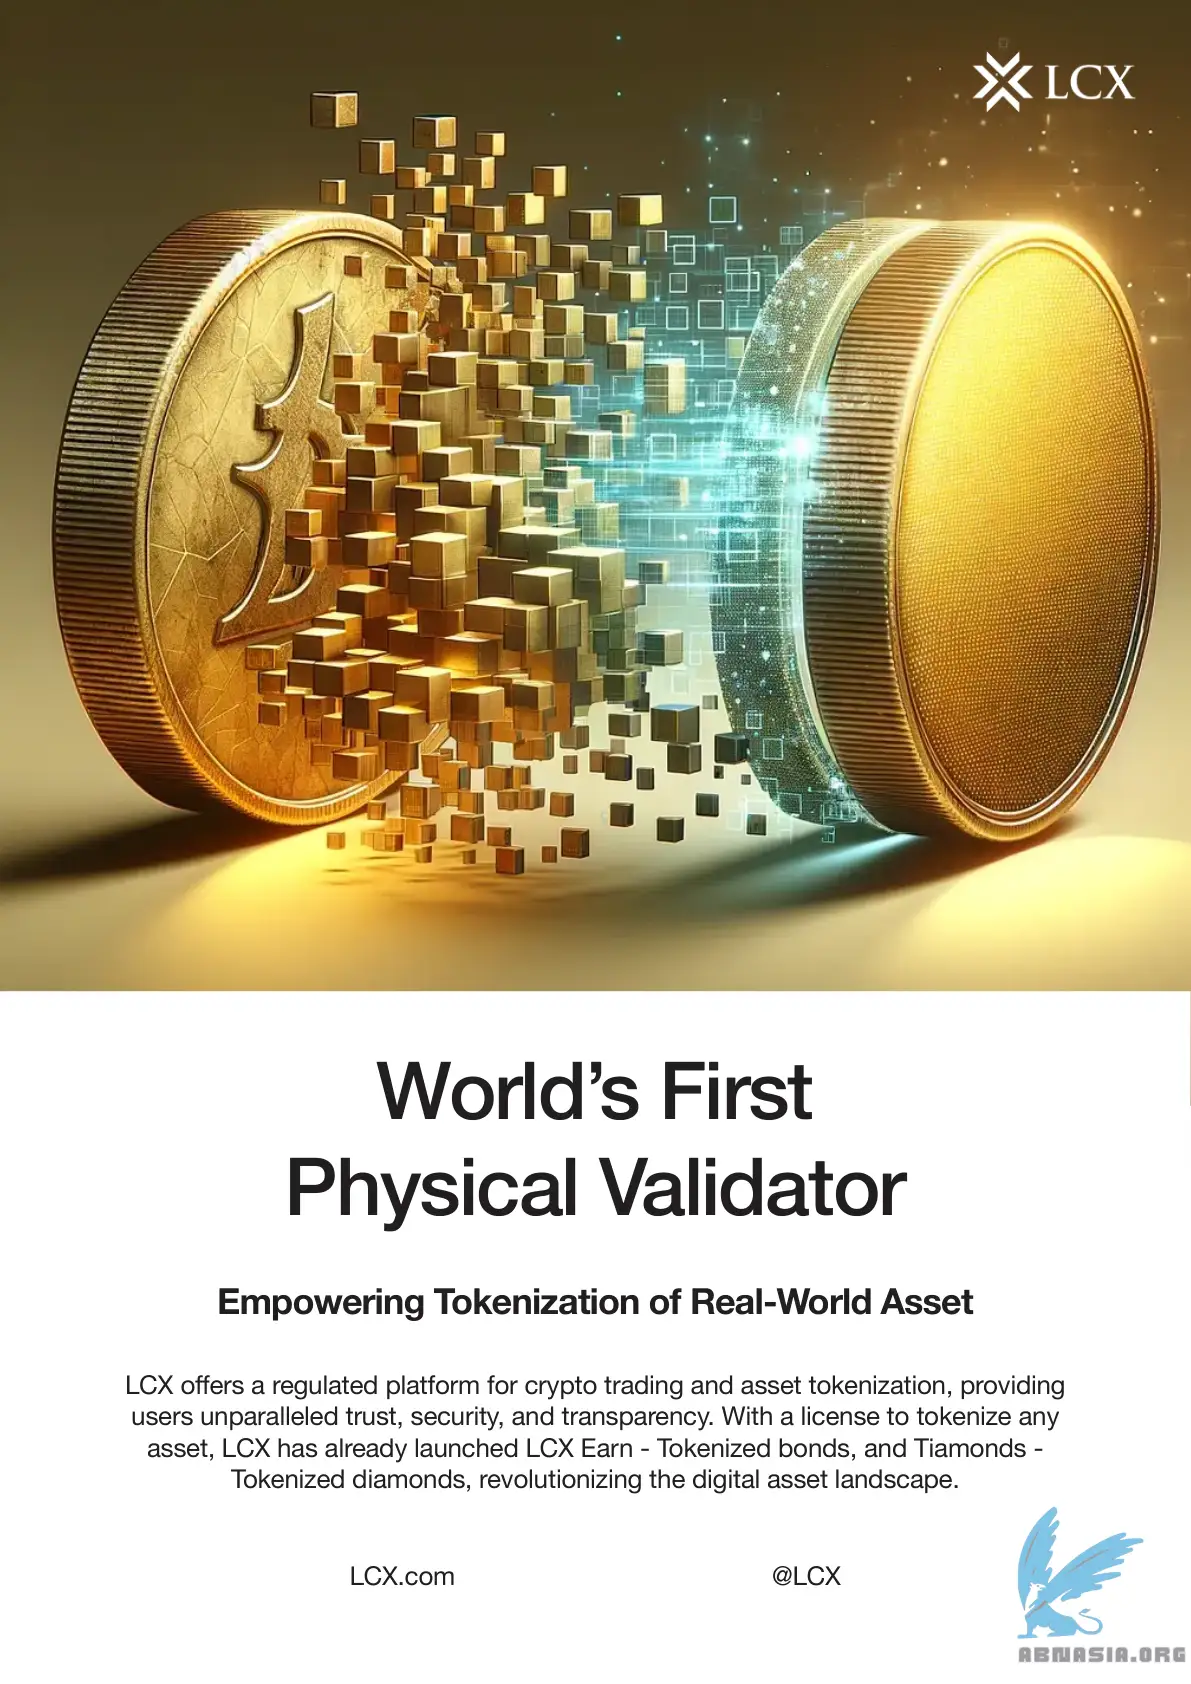 LCX
World’s First
Physical Validator
Empowering Tokenization of Real-World Asset
LCX offers a regulated platform for crypto trading and asset tokenization, providing
users unparalleled trust, security, and transparency. With a license to tokenize any
asset, LCX has already launched LCX Earn - Tokenized bonds, and Tiamonds -
Tokenized diamonds, revolutionizing the digital asset landscape.
LCX.com
@LCX
ABNASIA.ORG